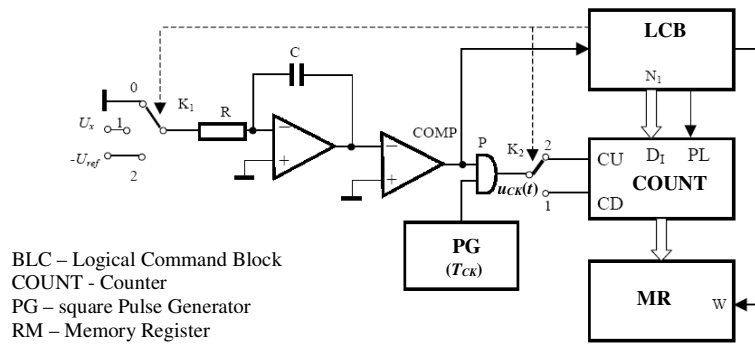 LCB
N1
C
0
K1
R
Ux
1
-Uref
2
COMP
P
K2
2
uCK(t)
1
CU
DI
PL
COUNT
CD
PG
(TCK)
MR
W
BLC – Logical Command Block
COUNT - Counter
PG – square Pulse Generator
RM – Memory Register